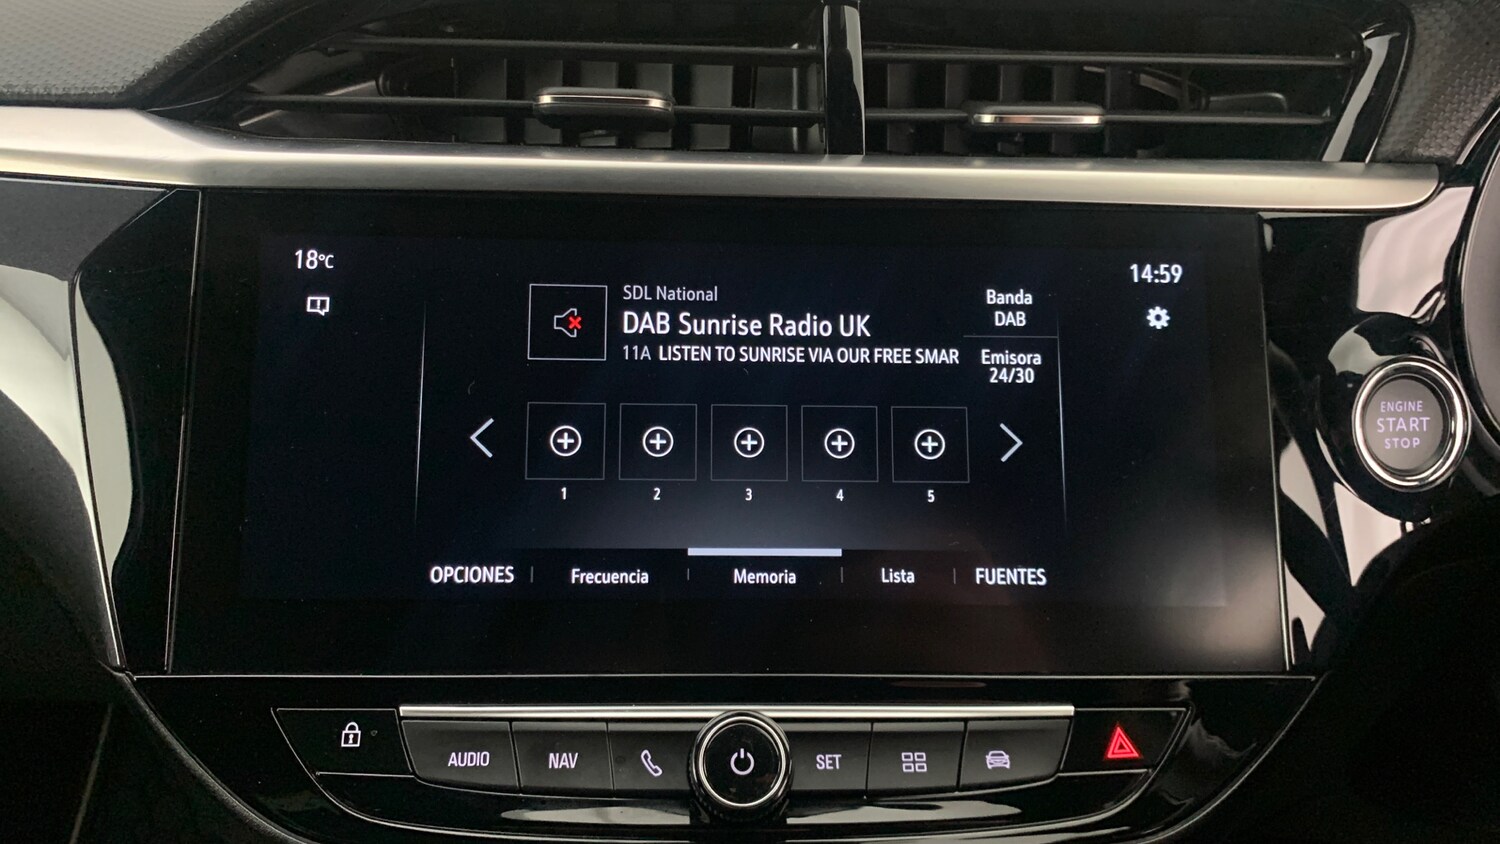 18°C
14:59
SDL National
DAB Sunrise Radio UK
11A LISTEN TO SUNRISE VIA OUR FREE SMAR
Banda
DAB
Emisora
24/30
1 2 3 4 5
OPCIONES Frecuencia Memoria Lista FUENTES
ENGINE
START
STOP
AUDIO NAV SET